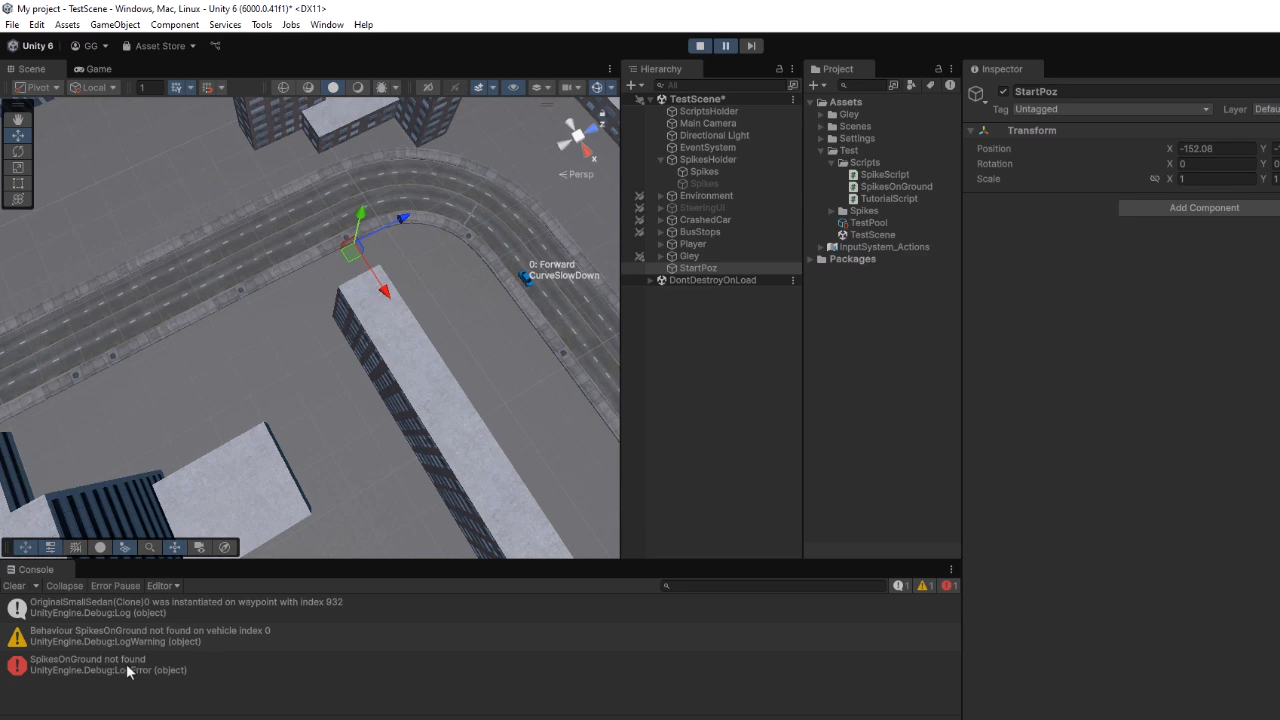 My project - TestScene - Windows, Mac, Linux - Unity 6 (6000.0.41f1)* <DX11>
File Edit Assets GameObject Component Services Tools Jobs Window Help
Unity 6 GG Asset Store
Scene Game
Pivot Local 1
Persp
0: Forward
CurveSlowDown
Hierarchy
All
TestScene*
ScriptsHolder
Main Camera
Directional Light
EventSystem
SpikesHolder
Spikes
Spikes
Environment
SteeringUI
CrashedCar
BusStops
Player
Gley
StartPoz
DontDestroyOnLoad
Project
Assets
Gley
Scenes
Settings
Test
Scripts
SpikeScript
SpikesOnGround
TutorialScript
Spikes
TestPool
TestScene
InputSystem_Actions
Packages
Inspector
StartPoz
Tag Untagged Layer
Transform
Position X -152.08 Y
Rotation X 0 Y
Scale X 1 Y
Add Component
Console
Clear Collapse Error Pause Editor 1 1 1
OriginalSmallSedan(Clone)0 was instantiated on waypoint with index 932
UnityEngine.Debug:Log (object)
Behaviour SpikesOnGround not found on vehicle index 0
UnityEngine.Debug:LogWarning (object)
SpikesOnGround not found
UnityEngine.Debug:LogError (object)